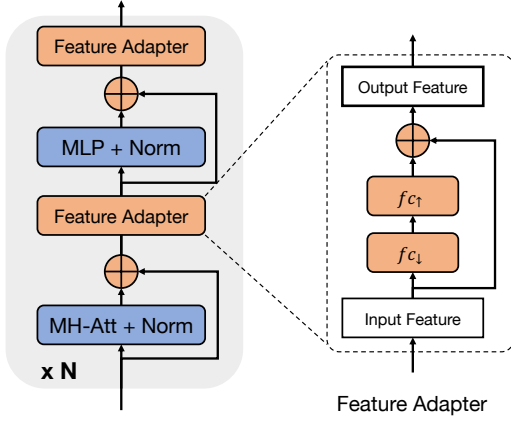 Feature Adapter
MLP + Norm
Feature Adapter
MH-Att + Norm
x N
Output Feature
fc↑
fc↓
Input Feature
Feature Adapter